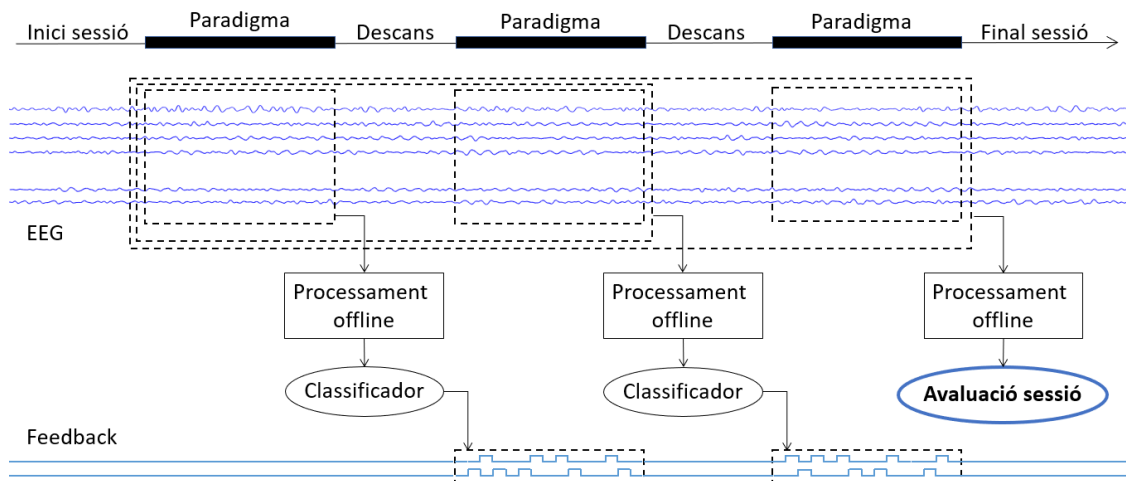 Inici sessió
Paradigma
Descans
Paradigma
Descans
Paradigma
Final sessió
EEG
Processament
offline
Processament
offline
Processament
offline
Classificador
Classificador
Avaluació sessió
Feedback